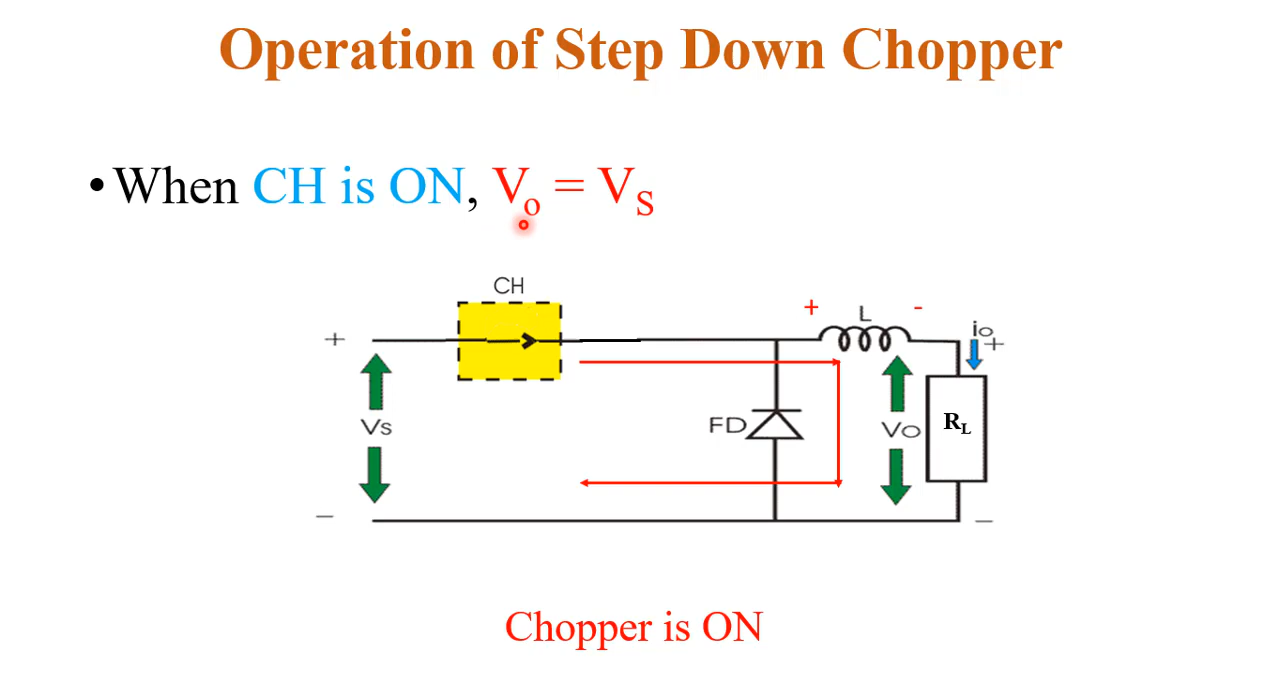 Operation of Step Down Chopper
•When CH is ON, Vo = VS
CH
+ -
L
io
+ +
FD
Vs
VO
RL
– –
Chopper is ON